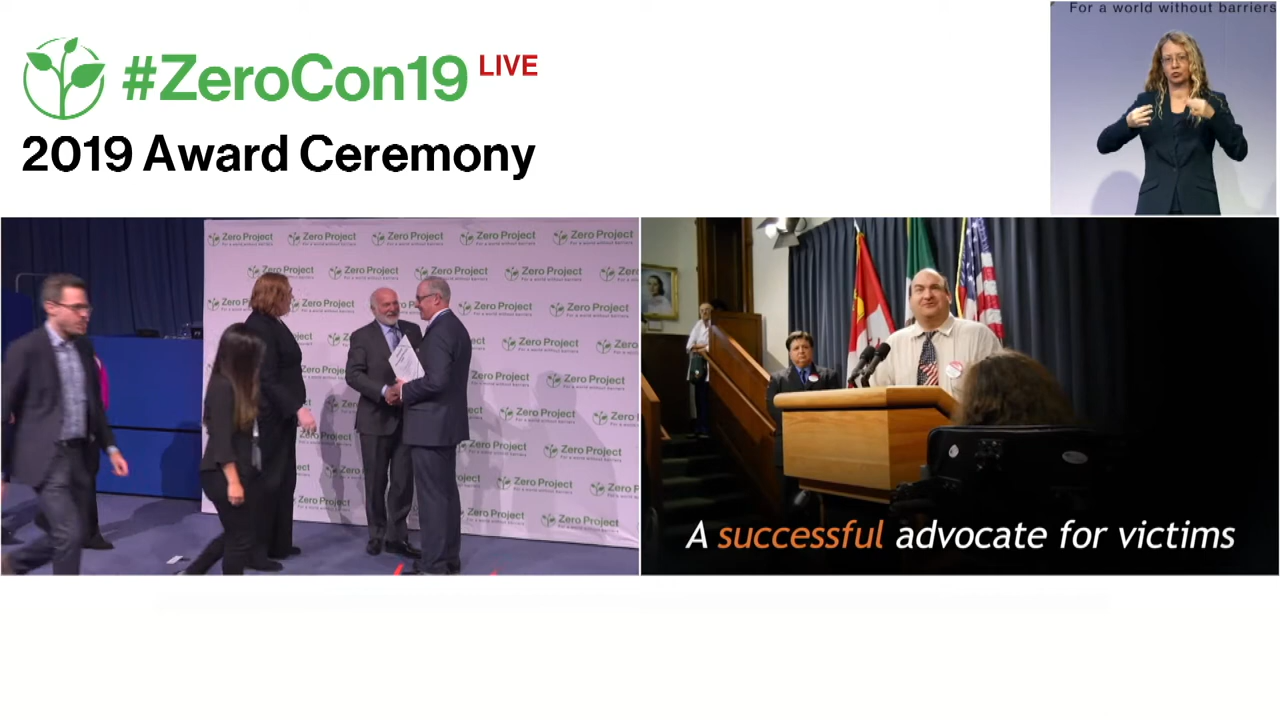 For a world without barriers
#ZeroCon19 LIVE
2019 Award Ceremony
Zero Project
For a world without barriers
A successful advocate for victims